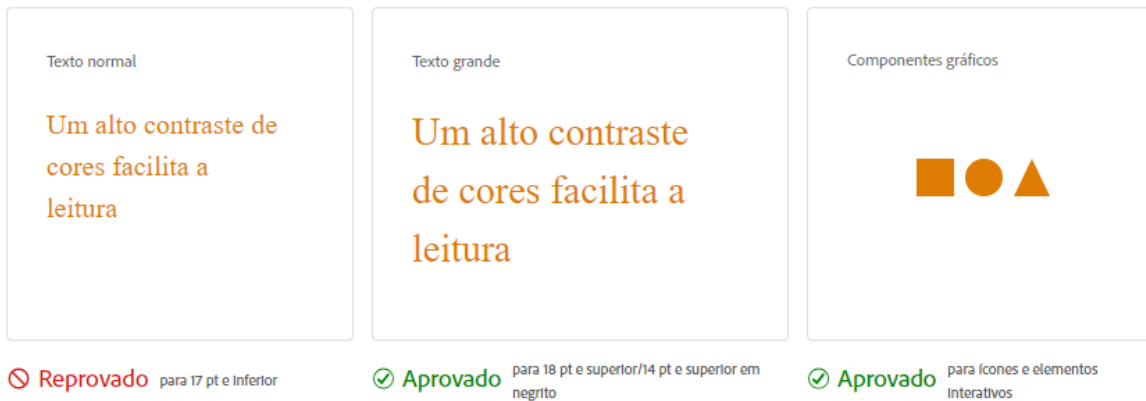 Texto normal
Um alto contraste de
cores facilita a
leitura
Reprovado para 17 pt e inferior
Texto grande
Um alto contraste
de cores facilita a
leitura
Aprovado para 18 pt e superior/14 pt e superior em
negrito
Componentes gráficos
Aprovado para ícones e elementos
interativos